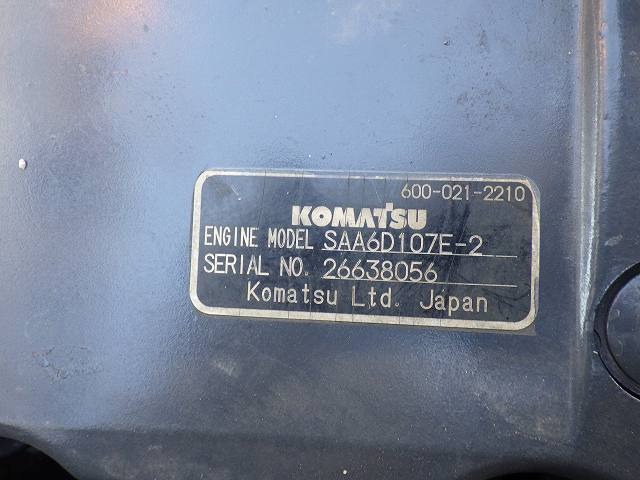 600-021-2210
KOMATSU
ENGINE MODEL SAA6D107E-2
SERIAL NO. 26638056
Komatsu Ltd. Japan